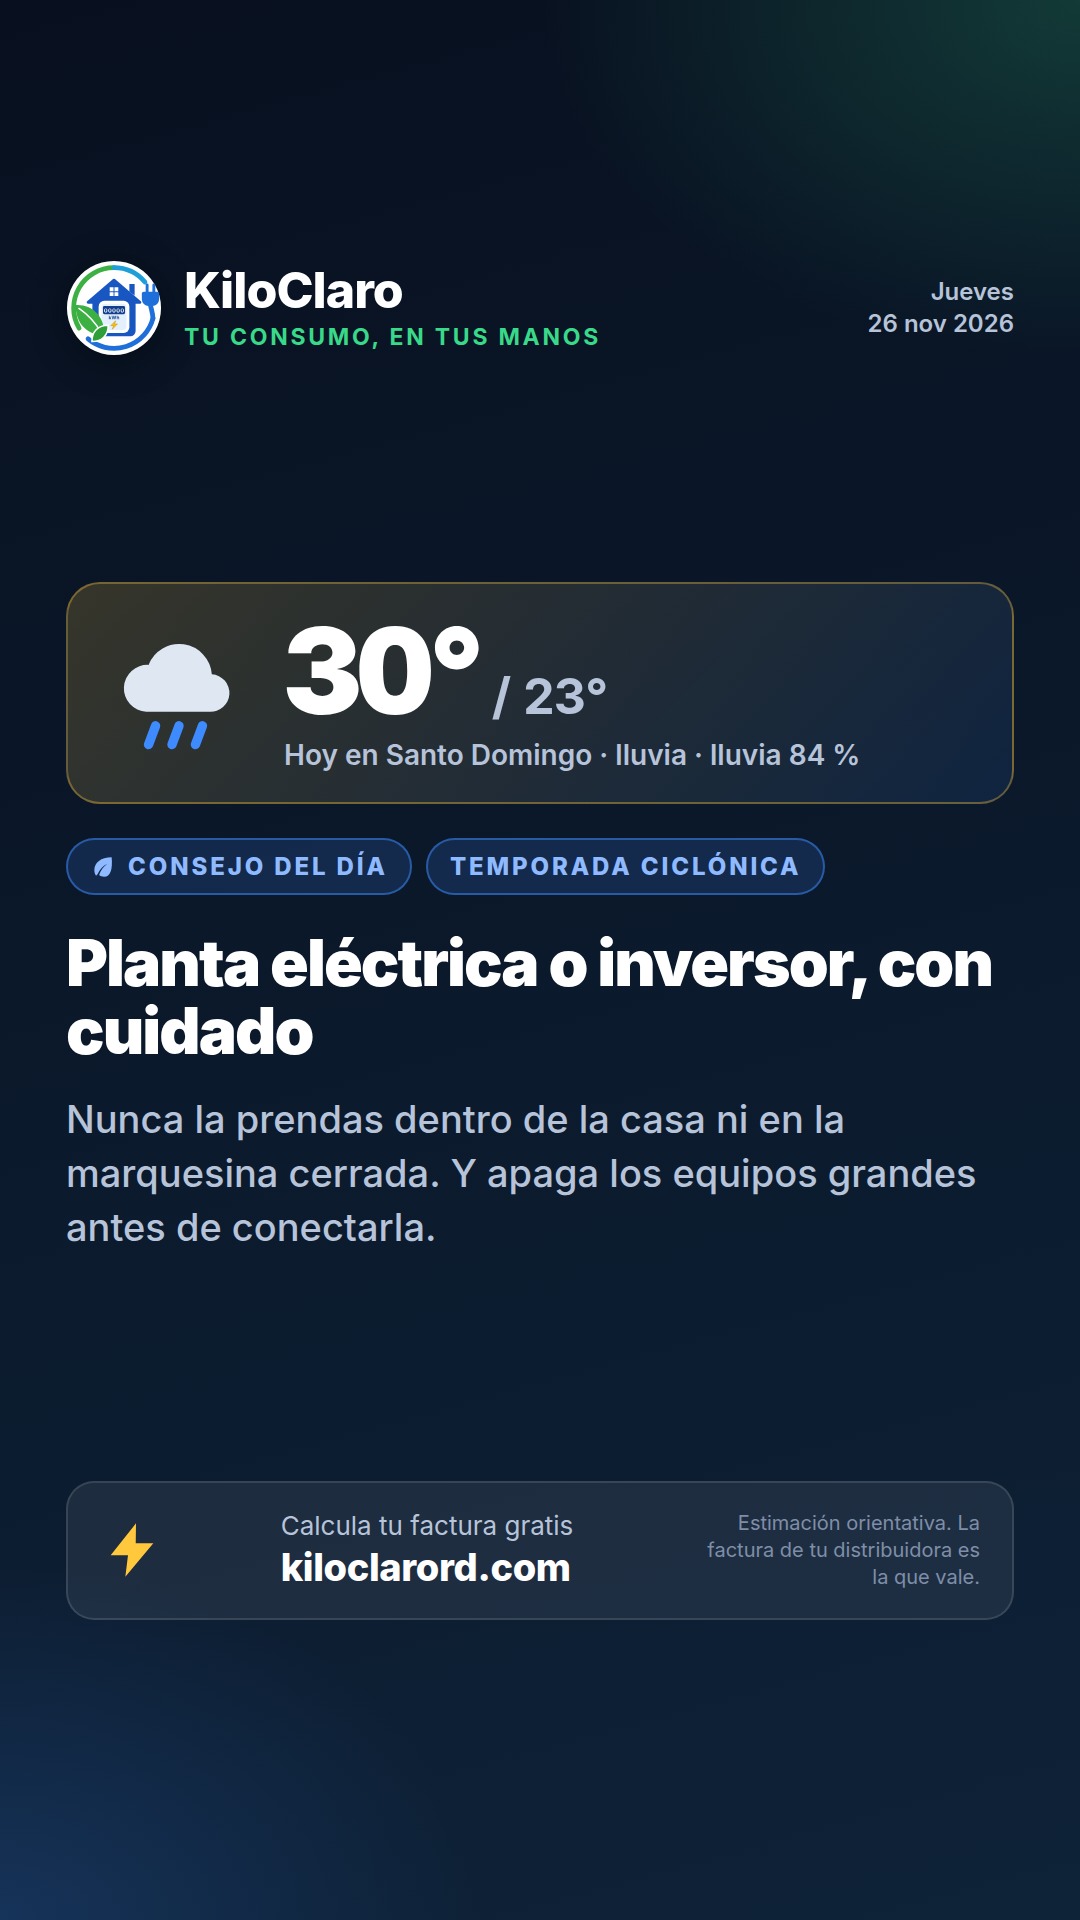 KiloClaro
TU CONSUMO, EN TUS MANOS
Jueves
26 nov 2026
30° / 23°
Hoy en Santo Domingo · lluvia · lluvia 84 %
CONSEJO DEL DÍA
TEMPORADA CICLÓNICA
Planta eléctrica o inversor, con
cuidado
Nunca la prendas dentro de la casa ni en la
marquesina cerrada. Y apaga los equipos grandes
antes de conectarla.
Calcula tu factura gratis
kiloclarord.com
Estimación orientativa. La
factura de tu distribuidora es
la que vale.